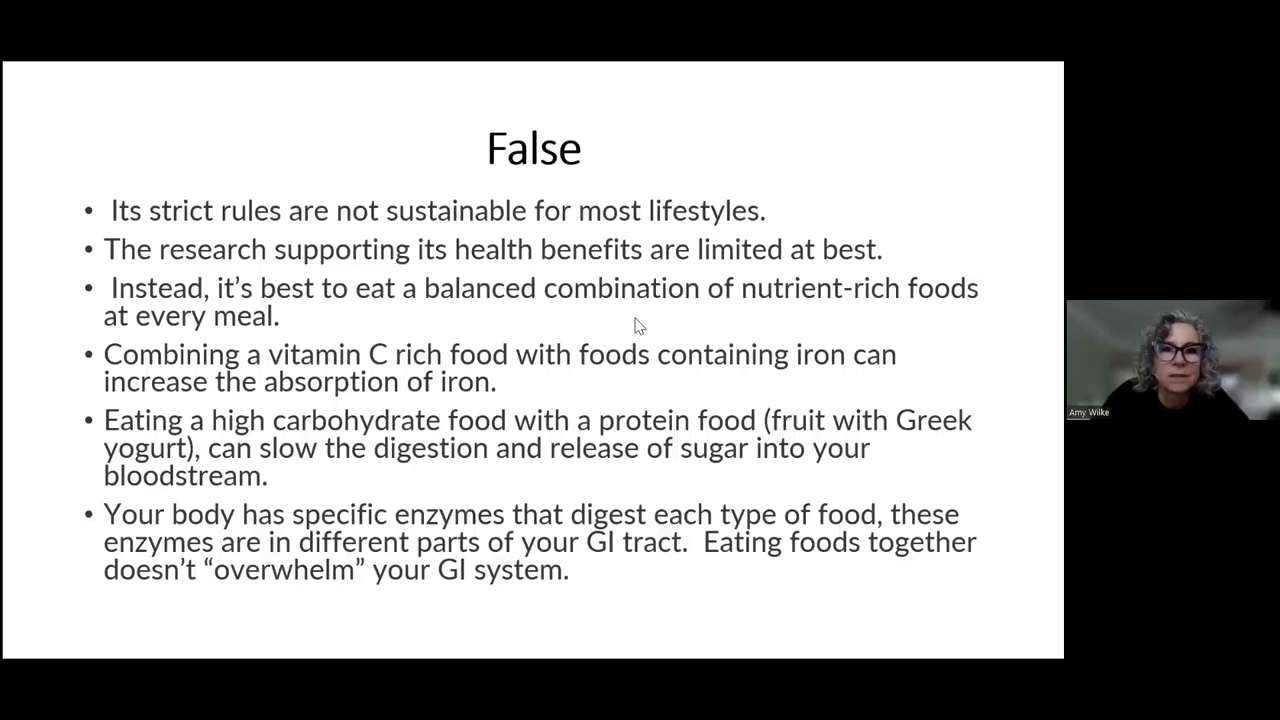 False
• Its strict rules are not sustainable for most lifestyles.
• The research supporting its health benefits are limited at best.
• Instead, it’s best to eat a balanced combination of nutrient-rich foods
at every meal.
• Combining a vitamin C rich food with foods containing iron can
increase the absorption of iron.
• Eating a high carbohydrate food with a protein food (fruit with Greek
yogurt), can slow the digestion and release of sugar into your
bloodstream.
• Your body has specific enzymes that digest each type of food, these
enzymes are in different parts of your GI tract.  Eating foods together
doesn’t “overwhelm” your GI system.
Amy Wilke